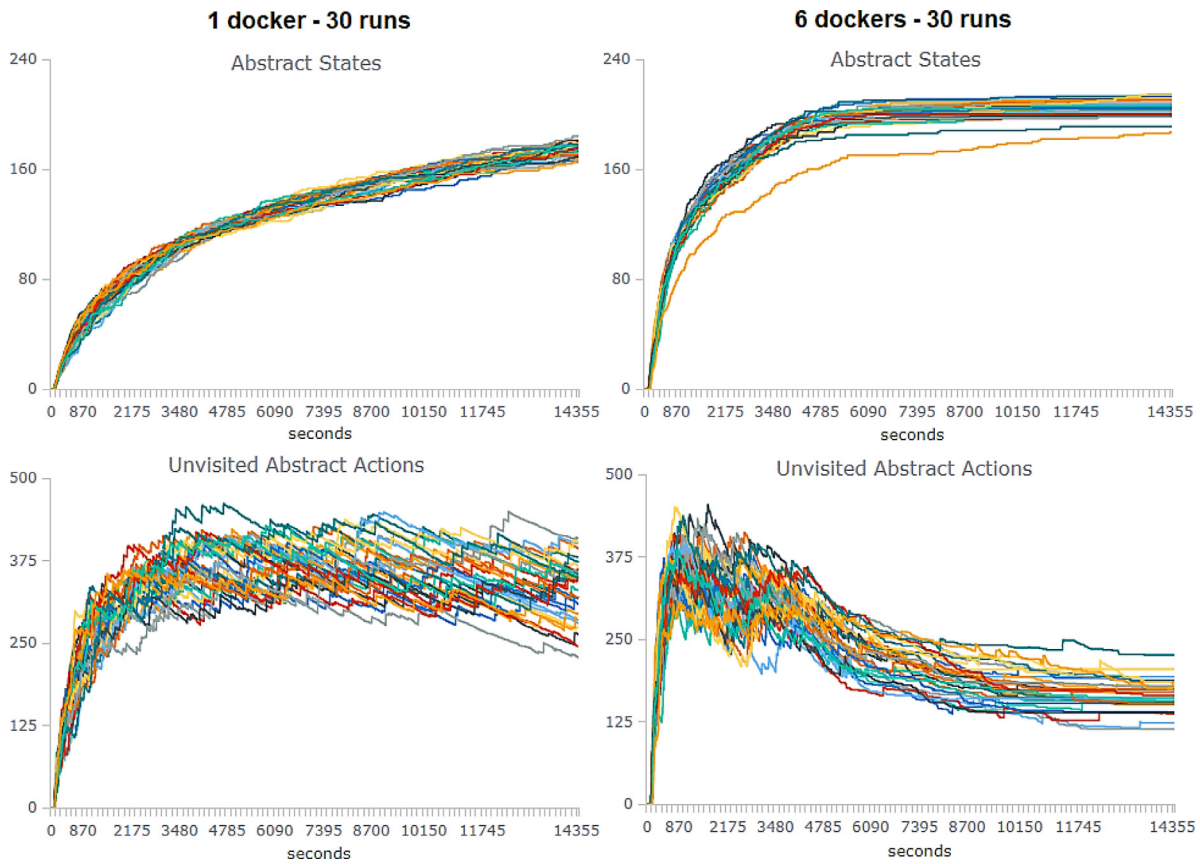 1 docker - 30 runs
Abstract States
240
160
80
0
0 870 2175 3480 4785 6090 7395 8700 10150 11745 14355
seconds
6 dockers - 30 runs
Abstract States
240
160
80
0
0 870 2175 3480 4785 6090 7395 8700 10150 11745 14355
seconds
Unvisited Abstract Actions
500
375
250
125
0
0 870 2175 3480 4785 6090 7395 8700 10150 11745 14355
seconds
Unvisited Abstract Actions
500
375
250
125
0
0 870 2175 3480 4785 6090 7395 8700 10150 11745 14355
seconds